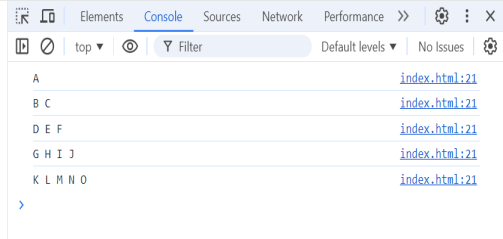 Elements Console Sources Network Performance
top ▼ Filter Default levels ▼ No Issues
A index.html:21
B C index.html:21
D E F index.html:21
G H I J index.html:21
K L M N O index.html:21